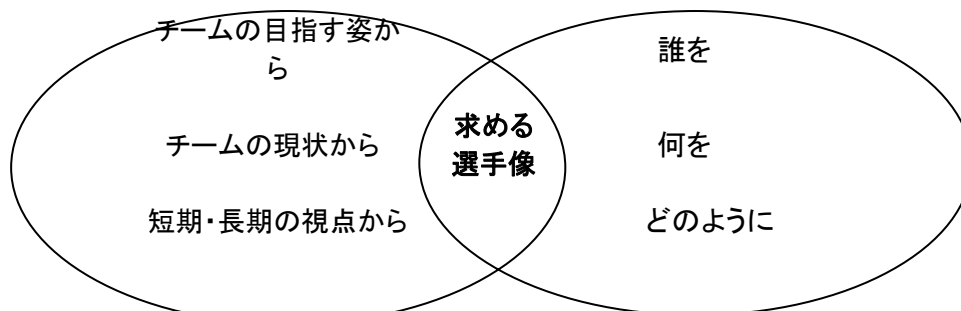 チームの目指す姿か
ら
チームの現状から
短期・長期の視点から
求める
選手像
誰を
何を
どのように